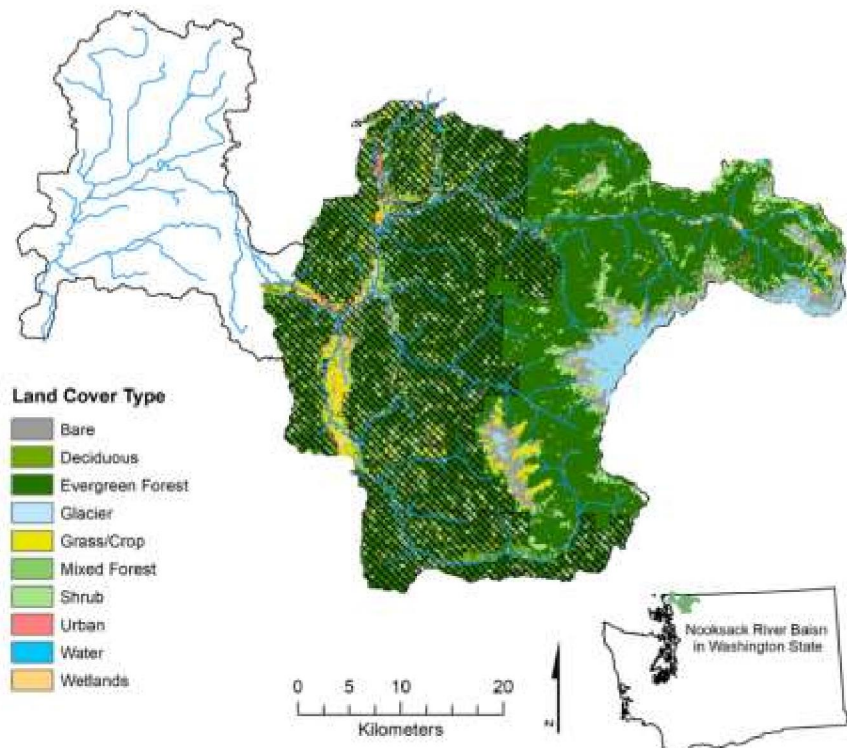 Land Cover Type
Bare
Deciduous
Evergreen Forest
Glacier
Grass/Crop
Mixed Forest
Shrub
Urban
Water
Wetlands
0 5 10 20
Kilometers
z
Nooksack River Baisn
in Washington State